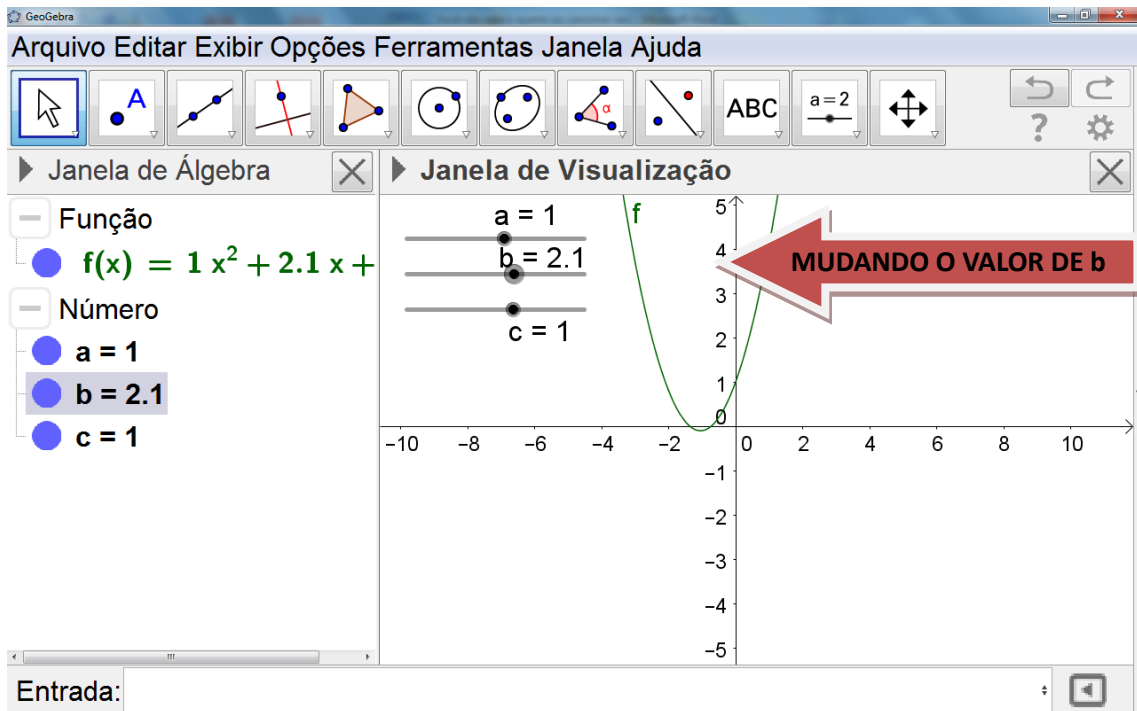 GeoGebra
Arquivo Editar Exibir Opções Ferramentas Janela Ajuda
A
α
ABC
a=2
?
Janela de Álgebra
Função
f(x) = 1 x² + 2.1 x +
Número
a = 1
b = 2.1
c = 1
Janela de Visualização
a = 1
b = 2.1
c = 1
f
MUDANDO O VALOR DE b
5
4
3
2
1
0
−10 −8 −6 −4 −2 0 2 4 6 8 10
−1
−2
−3
−4
−5
Entrada: